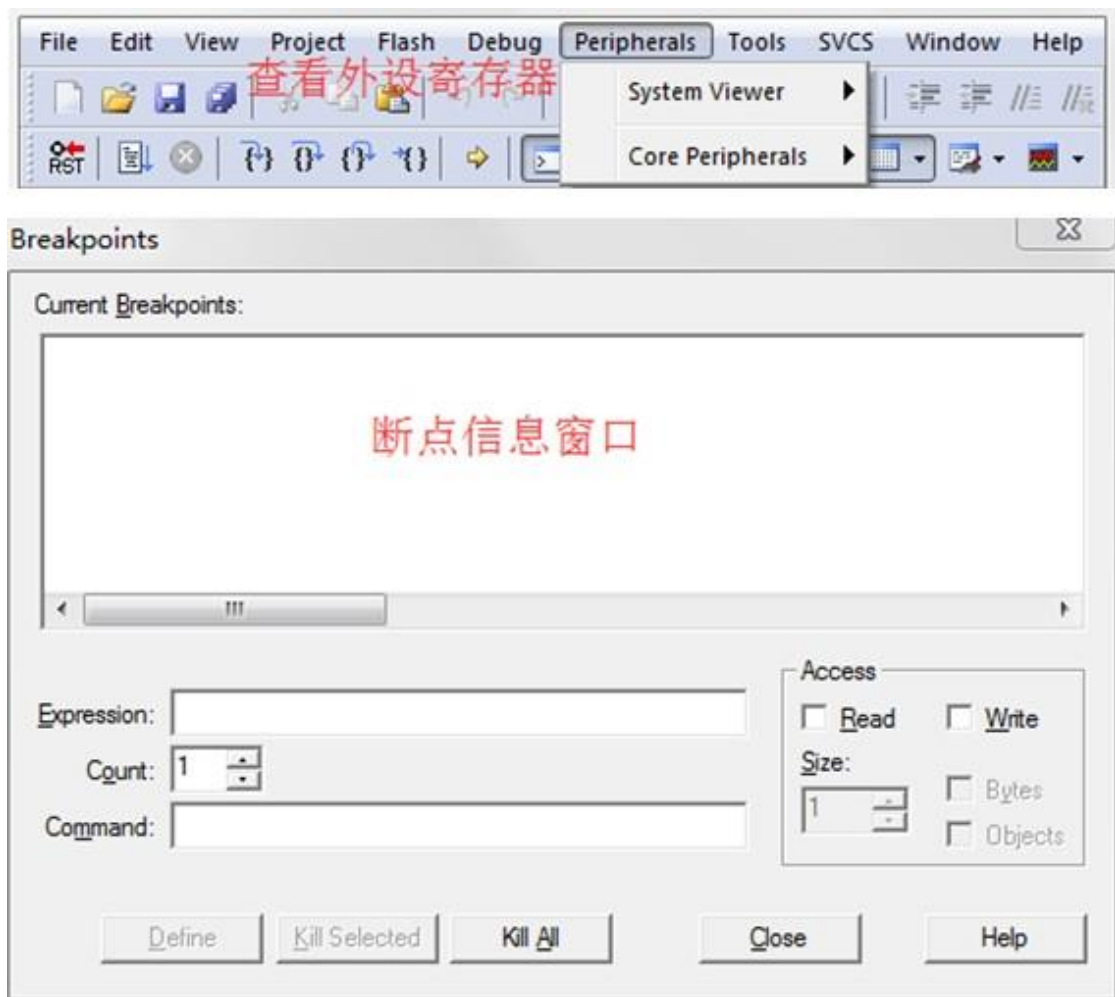 File Edit View Project Flash Debug Peripherals Tools SVCS Window Help
查看外设寄存器
System Viewer
RST
Core Peripherals
Breakpoints
Current Breakpoints:
断点信息窗口
Access
Expression:
Read Write
Count: 1
Size:
Bytes
Command:
1
Objects
Define Kill Selected Kill All Close Help